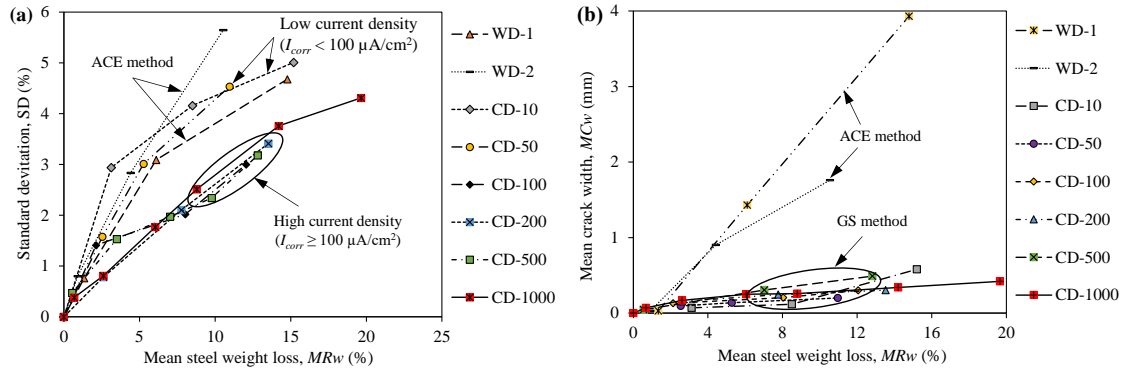 (a)
Standard devitation, SD (%)
6
5
4
3
2
1
0
0
5
10
15
20
25
Mean steel weight loss, MRw (%)
ACE method
Low current density
(Icorr < 100 µA/cm²)
High current density
(Icorr ≥ 100 µA/cm²)
WD-1
WD-2
CD-10
CD-50
CD-100
CD-200
CD-500
CD-1000
(b)
Mean crack width, MCw (mm)
4
3
2
1
0
0
4
8
12
16
20
Mean steel weight loss, MRw (%)
ACE method
GS method
WD-1
WD-2
CD-10
CD-50
CD-100
CD-200
CD-500
CD-1000